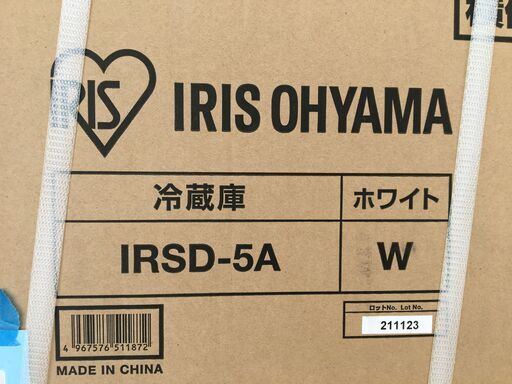 IRIS
IRIS OHYAMA
冷蔵庫 ホワイト
IRSD-5A W
ロットNo. Lot No.
211123
4 967576 511872
MADE IN CHINA